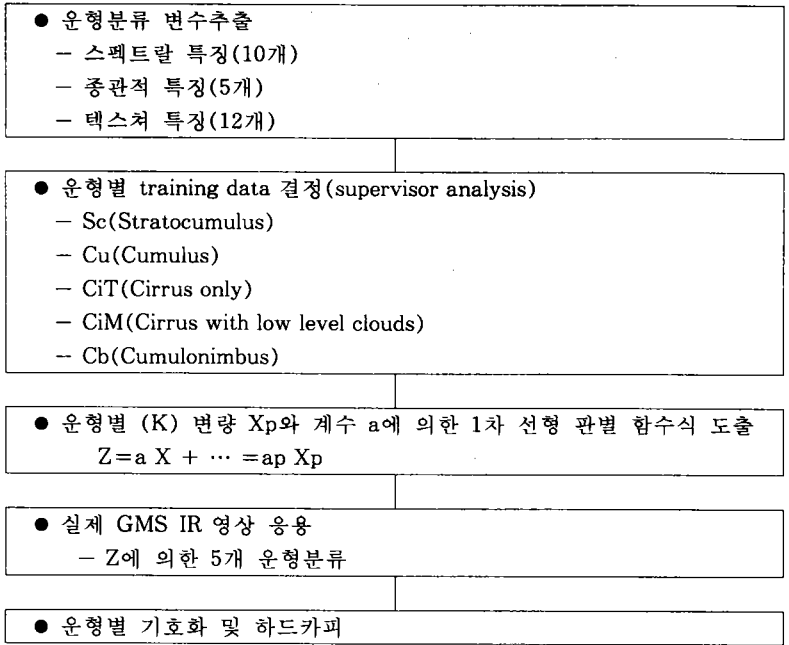 ● 운형분류 변수추출
― 스펙트랄 특징(10개)
― 종관적 특징(5개)
― 텍스쳐 특징(12개)
● 운형별 training data 결정(supervisor analysis)
― Sc(Stratocumulus)
― Cu(Cumulus)
― CiT(Cirrus only)
― CiM(Cirrus with low level clouds)
― Cb(Cumulonimbus)
● 운형별 (K) 변량 Xp와 계수 a에 의한 1차 선형 판별 함수식 도출
Z=a X + ··· =ap Xp
● 실제 GMS IR 영상 응용
― Z에 의한 5개 운형분류
● 운형별 기호화 및 하드카피